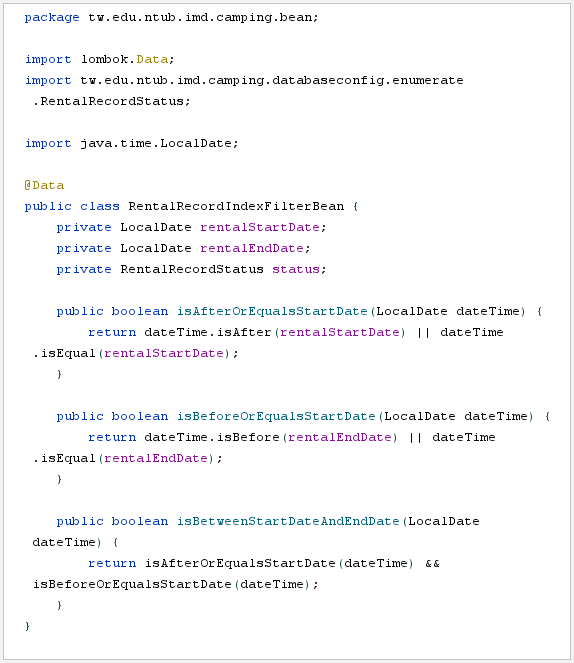 package tw.edu.ntub.imd.camping.bean;

import lombok.Data;
import tw.edu.ntub.imd.camping.databaseconfig.enumerate
 .RentalRecordStatus;

import java.time.LocalDate;

@Data
public class RentalRecordIndexFilterBean {
    private LocalDate rentalStartDate;
    private LocalDate rentalEndDate;
    private RentalRecordStatus status;

    public boolean isAfterOrEqualsStartDate(LocalDate dateTime) {
        return dateTime.isAfter(rentalStartDate) || dateTime
 .isEqual(rentalStartDate);
    }

    public boolean isBeforeOrEqualsStartDate(LocalDate dateTime) {
        return dateTime.isBefore(rentalEndDate) || dateTime
 .isEqual(rentalEndDate);
    }

    public boolean isBetweenStartDateAndEndDate(LocalDate
 dateTime) {
        return isAfterOrEqualsStartDate(dateTime) &&
 isBeforeOrEqualsStartDate(dateTime);
    }
}